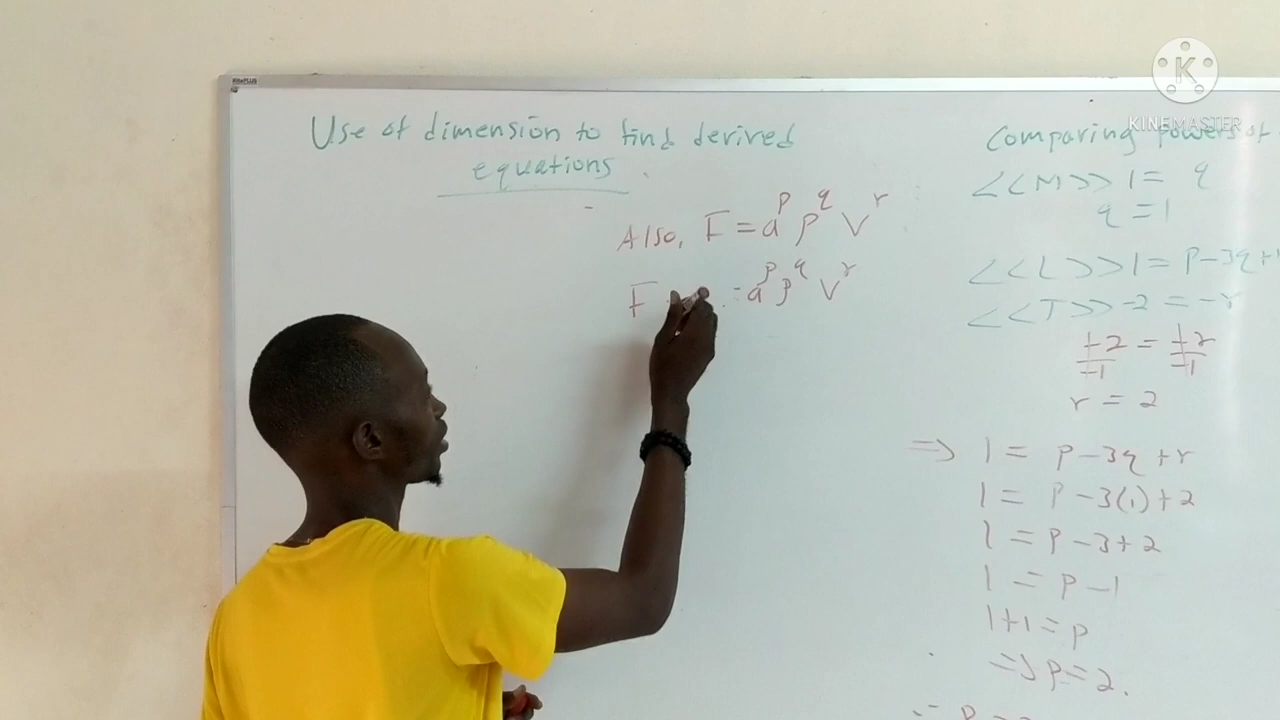 Use of dimension to find derived
equations.
Also, F = a^p ρ^q V^r
F = a^p ρ^q V^r
Comparing powers of
<<M>> 1 = q
q = 1
<<L>> 1 = p-3q+
<<T>> -2 = -r
-2/-1 = -r/-1
r = 2
=> 1 = p-3q+r
1 = p-3(1)+2
1 = p-3+2
1 = p-1
1+1 = p
=> p = 2.
KINEMASTER